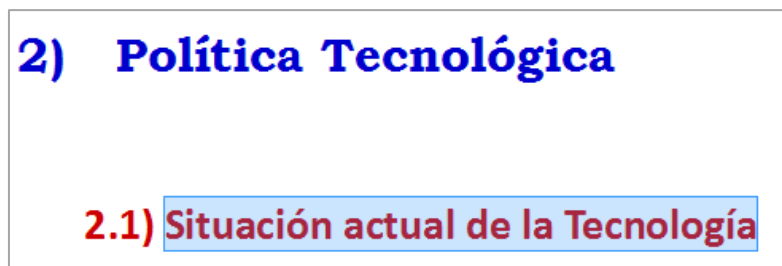 2) Política Tecnológica
2.1) Situación actual de la Tecnología